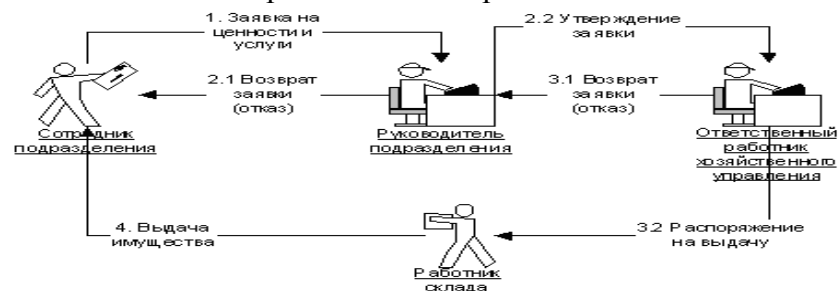 1. Заявка на
ценности и
услуги
2.2 Утверждение
заявки
2.1 Возврат
заявки
(отказ)
3.1 Возврат
заявки
(отказ)
Сотрудник
подразделения
Руководитель
подразделения
Ответственный
работник
хозяйственного
управления
4. Выдача
имущества
3.2 Распоряжение
на выдачу
Работник
склада